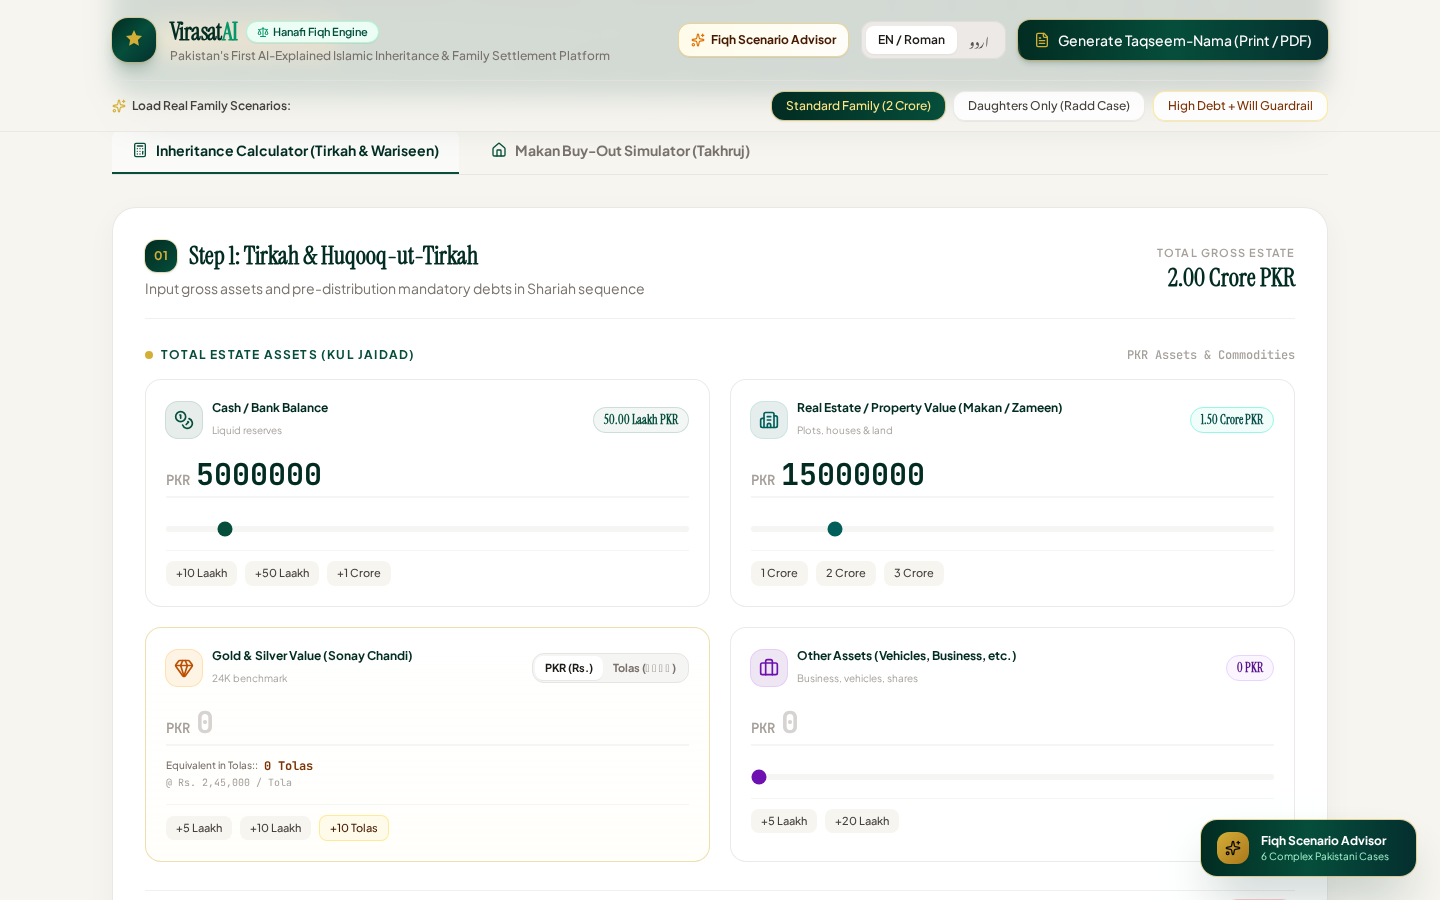 VirasatAI
Hanafi Fiqh Engine
Pakistan's First AI-Explained Islamic Inheritance & Family Settlement Platform
Fiqh Scenario Advisor
EN / Roman
اردو
Generate Taqseem-Nama (Print / PDF)
Load Real Family Scenarios:
Standard Family (2 Crore)
Daughters Only (Radd Case)
High Debt + Will Guardrail
Inheritance Calculator (Tirkah & Wariseen)
Makan Buy-Out Simulator (Takhruj)
01
Step 1: Tirkah & Huqooq-ut-Tirkah
Input gross assets and pre-distribution mandatory debts in Shariah sequence
TOTAL GROSS ESTATE
2.00 Crore PKR
TOTAL ESTATE ASSETS (KUL JAIDAD)
PKR Assets & Commodities
Cash / Bank Balance
Liquid reserves
50.00 Laakh PKR
PKR 5000000
+10 Laakh
+50 Laakh
+1 Crore
Real Estate / Property Value (Makan / Zameen)
Plots, houses & land
1.50 Crore PKR
PKR 15000000
1 Crore
2 Crore
3 Crore
Gold & Silver Value (Sonay Chandi)
24K benchmark
PKR (Rs.)
Tolas ( )
PKR 0
Equivalent in Tolas:: 0 Tolas
@ Rs. 2,45,000 / Tola
+5 Laakh
+10 Laakh
+10 Tolas
Other Assets (Vehicles, Business, etc.)
Business, vehicles, shares
0 PKR
PKR 0
+5 Laakh
+20 Laakh
Fiqh Scenario Advisor
6 Complex Pakistani Cases